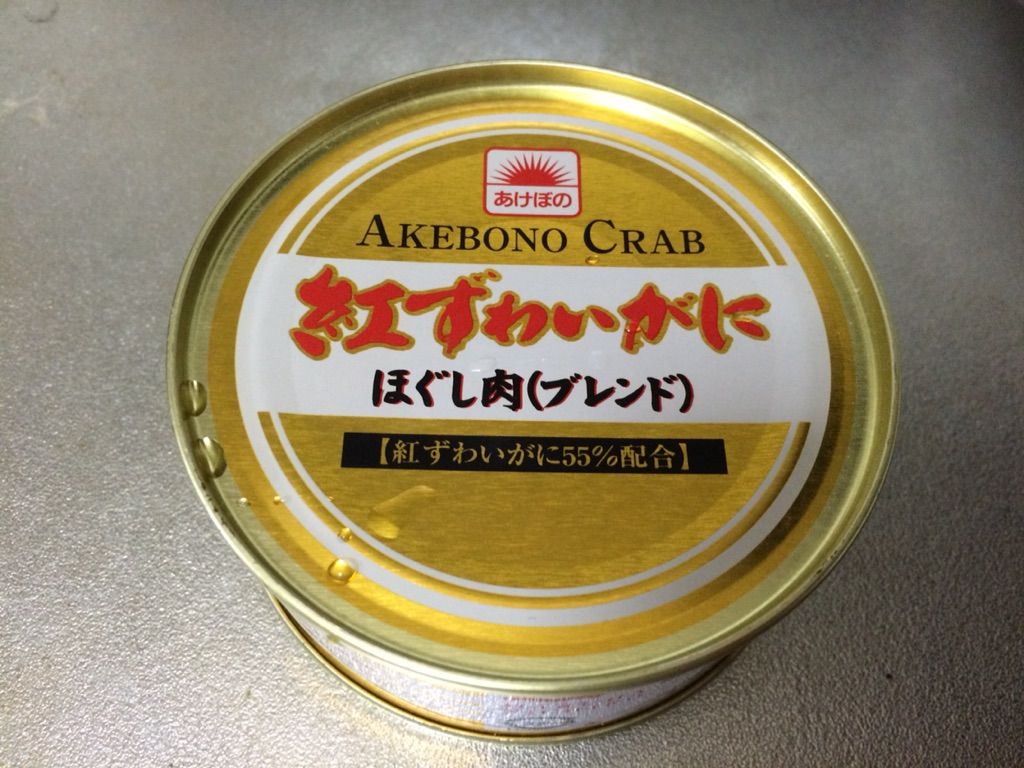 あけぼの
AKEBONO CRAB
紅ずわいがに
ほぐし肉(ブレンド)
【紅ずわいがに55%配合】